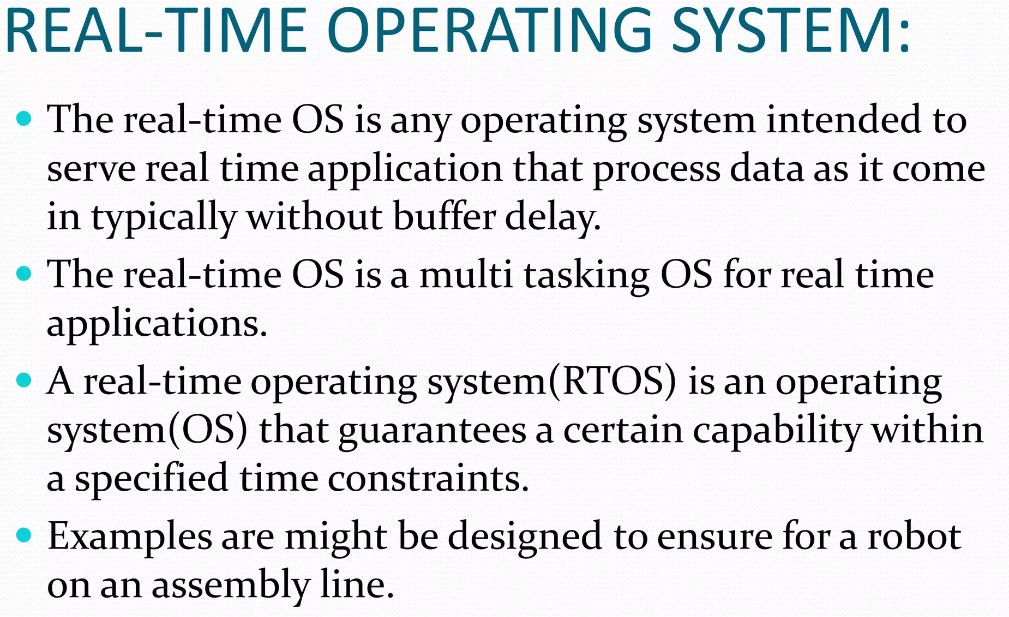 REAL-TIME OPERATING SYSTEM:
• The real-time OS is any operating system intended to
serve real time application that process data as it come
in typically without buffer delay.
• The real-time OS is a multi tasking OS for real time
applications.
• A real-time operating system(RTOS) is an operating
system(OS) that guarantees a certain capability within
a specified time constraints.
• Examples are might be designed to ensure for a robot
on an assembly line.